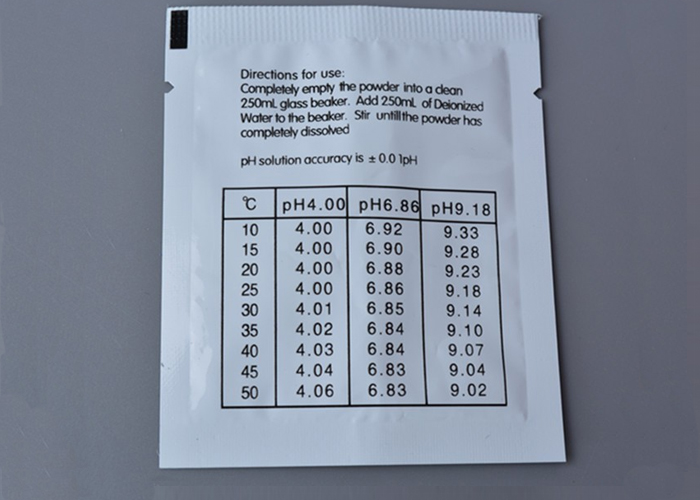 Directions for use:
Completely empty the powder into a clean
250mL glass beaker. Add 250mL of Deionized
Water to the beaker. Stir untill the powder has
completely dissolved
pH solution accuracy is ± 0.0 1pH
℃ pH4.00 pH6.86 pH9.18
10 4.00 6.92 9.33
15 4.00 6.90 9.28
20 4.00 6.88 9.23
25 4.00 6.86 9.18
30 4.01 6.85 9.14
35 4.02 6.84 9.10
40 4.03 6.84 9.07
45 4.04 6.83 9.04
50 4.06 6.83 9.02